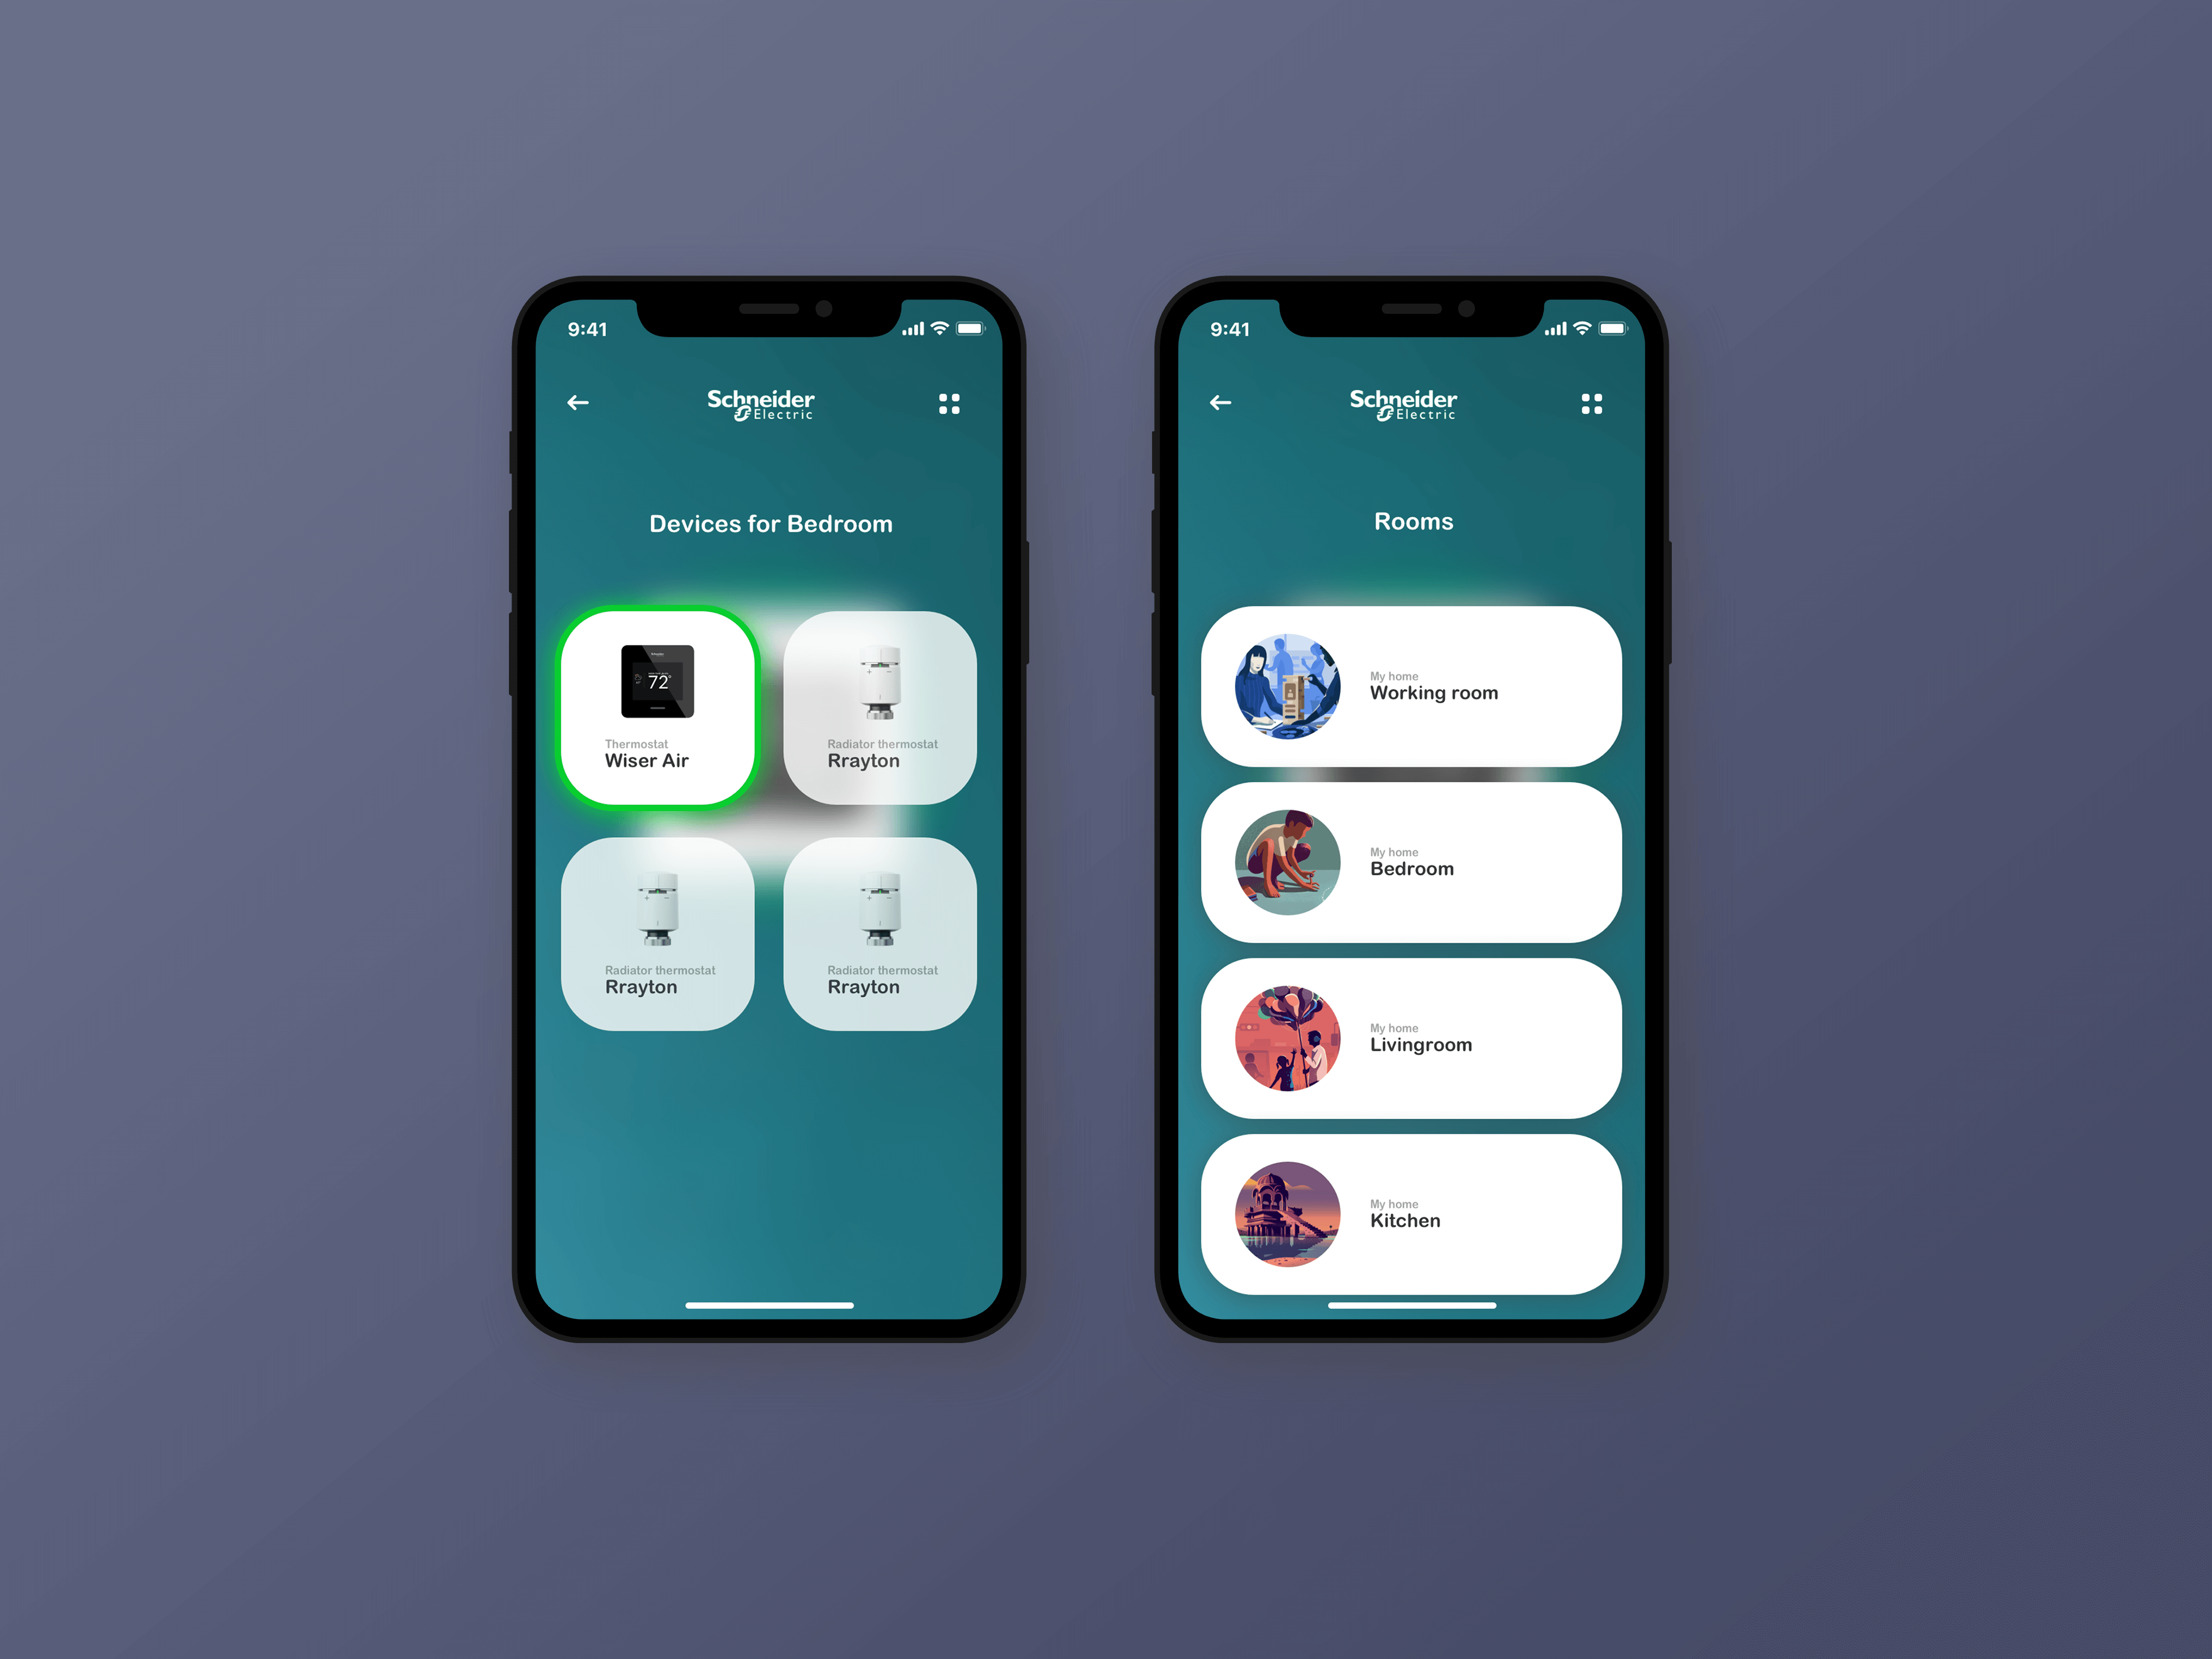 9:41
Schneider
Electric
Devices for Bedroom
72°
Thermostat
Wiser Air
Radiator thermostat
Rrayton
Radiator thermostat
Rrayton
Radiator thermostat
Rrayton
9:41
Schneider
Electric
Rooms
My home
Working room
My home
Bedroom
My home
Livingroom
My home
Kitchen